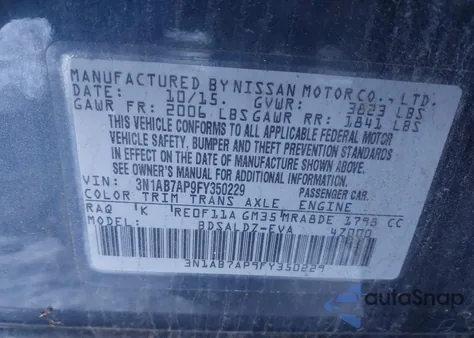 MANUFACTURED BY NISSAN MOTOR CO., LTD.
DATE: 10/15. GVWR: 3823 LBS
GAWR FR: 2006 LBS GAWR RR: 1841 LBS
THIS VEHICLE CONFORMS TO ALL APPLICABLE FEDERAL MOTOR
VEHICLE SAFETY, BUMPER AND THEFT PREVENTION STANDARDS
IN EFFECT ON THE DATE OF MANUFACTURE SHOWN ABOVE.
SEE OWNER'S MANUAL FOR ADDITIONAL INFORMATION.
VIN: 3N1AB7AP9FY350229 PASSENGER CAR.
COLOR TRIM TRANS AXLE ENGINE
RAQ K RE0F11A GM35 MRA8DE 1798 CC
MODEL: BDSALDZ-EVA
3N1AB7AP9FY350229
autoSnap